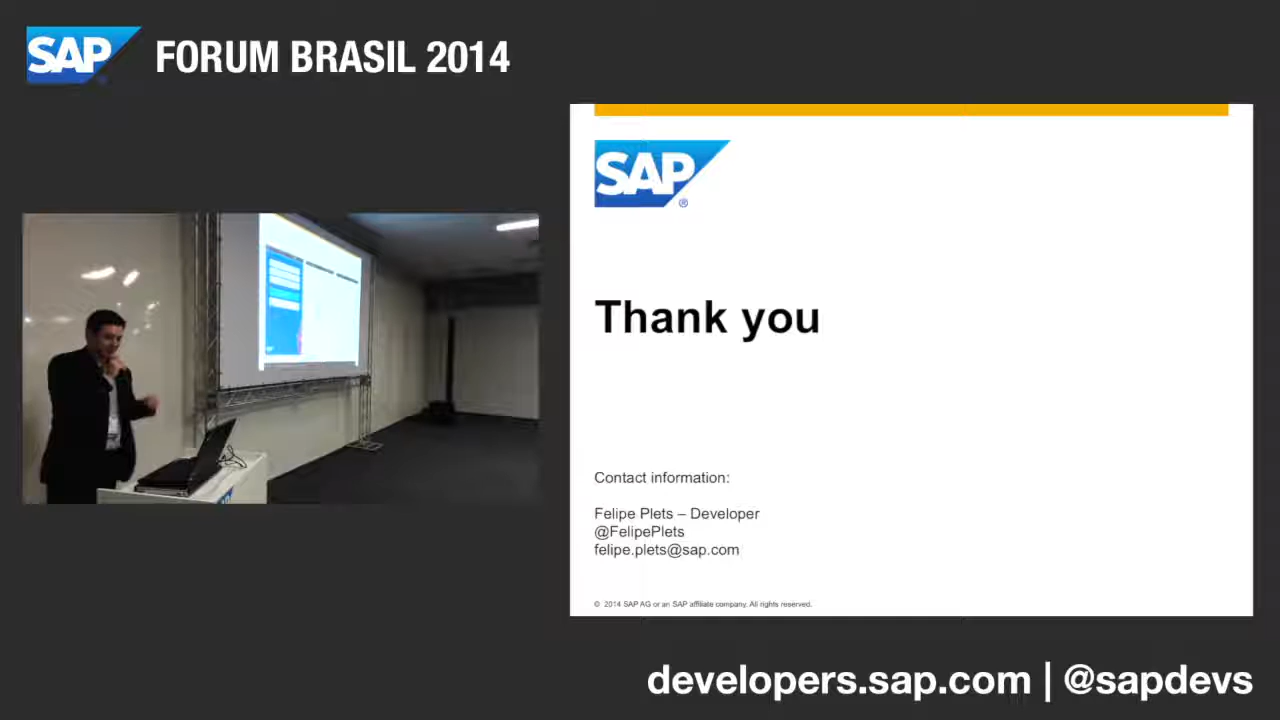 SAP FORUM BRASIL 2014
SAP®
Thank you
Contact information:
Felipe Plets – Developer
@FelipePlets
felipe.plets@sap.com
© 2014 SAP AG or an SAP affiliate company. All rights reserved.
developers.sap.com | @sapdevs